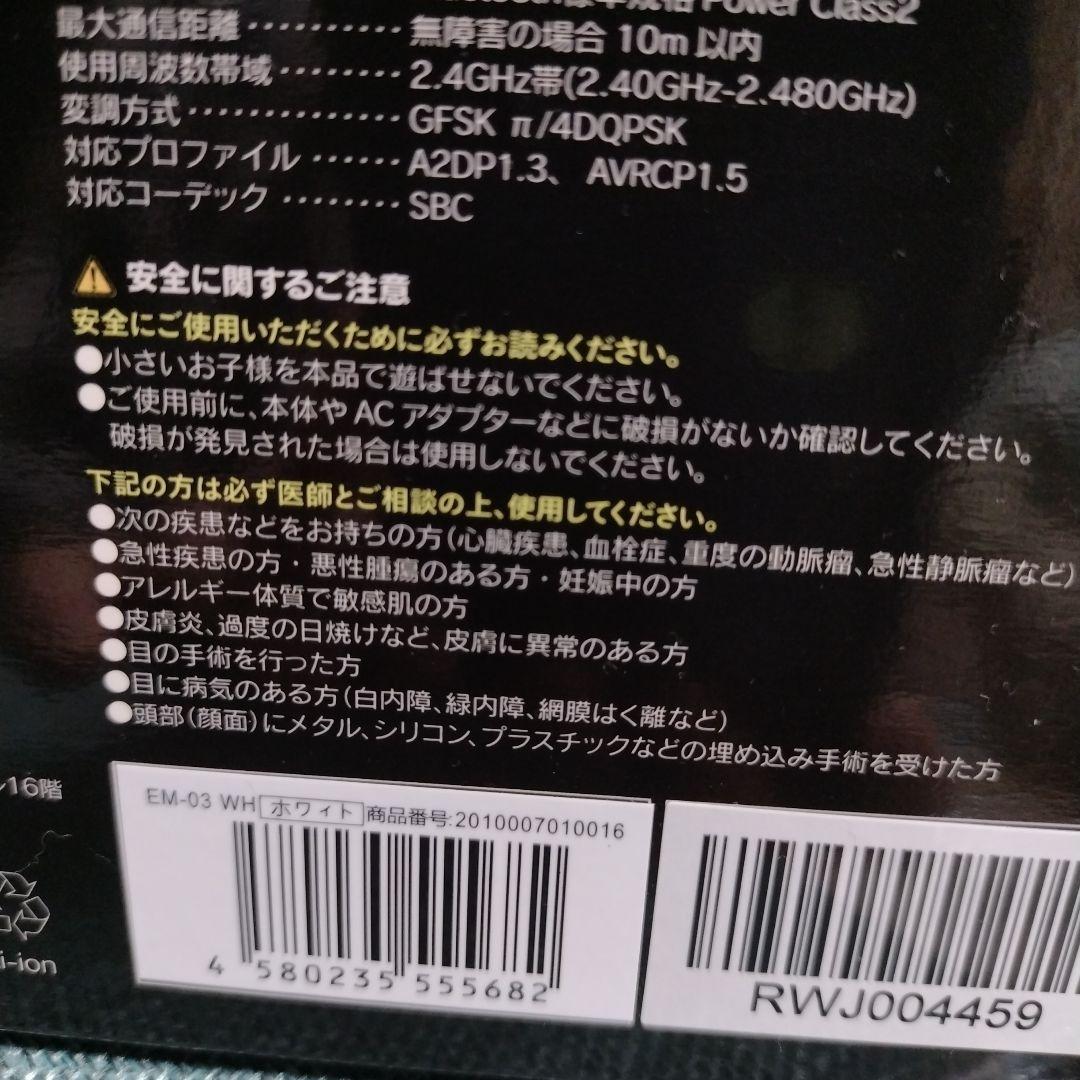 Power Class2
最大通信距離 ･･････････ 無障害の場合 10m 以内
使用周波数帯域 ････････ 2.4GHz帯(2.40GHz-2.480GHz)
変調方式 ･･････････････ GFSK π/4DQPSK
対応プロファイル ･･････ A2DP1.3、 AVRCP1.5
対応コーデック ････････ SBC
安全に関するご注意
安全にご使用いただくために必ずお読みください。
●小さいお子様を本品で遊ばせないでください。
●ご使用前に、本体や AC アダプターなどに破損がないか確認してください。
破損が発見された場合は使用しないでください。
下記の方は必ず医師とご相談の上、使用してください。
●次の疾患などをお持ちの方(心臓疾患、血栓症、重度の動脈瘤、急性静脈瘤など)
●急性疾患の方・悪性腫瘍のある方・妊娠中の方
●アレルギー体質で敏感肌の方
●皮膚炎、過度の日焼けなど、皮膚に異常のある方
●目の手術を行った方
●目に病気のある方(白内障、緑内障、網膜はく離など)
●頭部(顔面)にメタル、シリコン、プラスチックなどの埋め込み手術を受けた方
16階
EM-03 WH ホワイト 商品番号:2010007010016
4 580235 555682
RWJ004459
i-ion